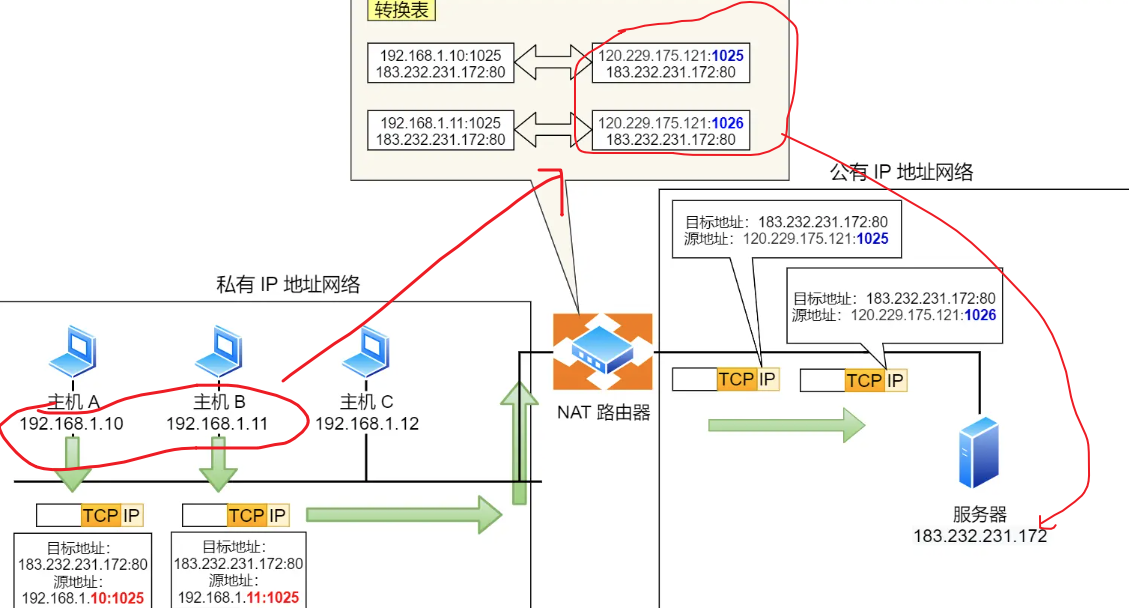 转换表
192.168.1.10:1025
183.232.231.172:80
120.229.175.121:1025
183.232.231.172:80
192.168.1.11:1025
183.232.231.172:80
120.229.175.121:1026
183.232.231.172:80
公有 IP 地址网络
目标地址：183.232.231.172:80
源地址：120.229.175.121:1025
目标地址：183.232.231.172:80
源地址：120.229.175.121:1026
私有 IP 地址网络
主机 A
192.168.1.10
主机 B
192.168.1.11
主机 C
192.168.1.12
NAT 路由器
TCP IP
TCP IP
服务器
183.232.231.172
TCP IP
TCP IP
目标地址：
183.232.231.172:80
源地址：
192.168.1.10:1025
目标地址：
183.232.231.172:80
源地址：
192.168.1.11:1025